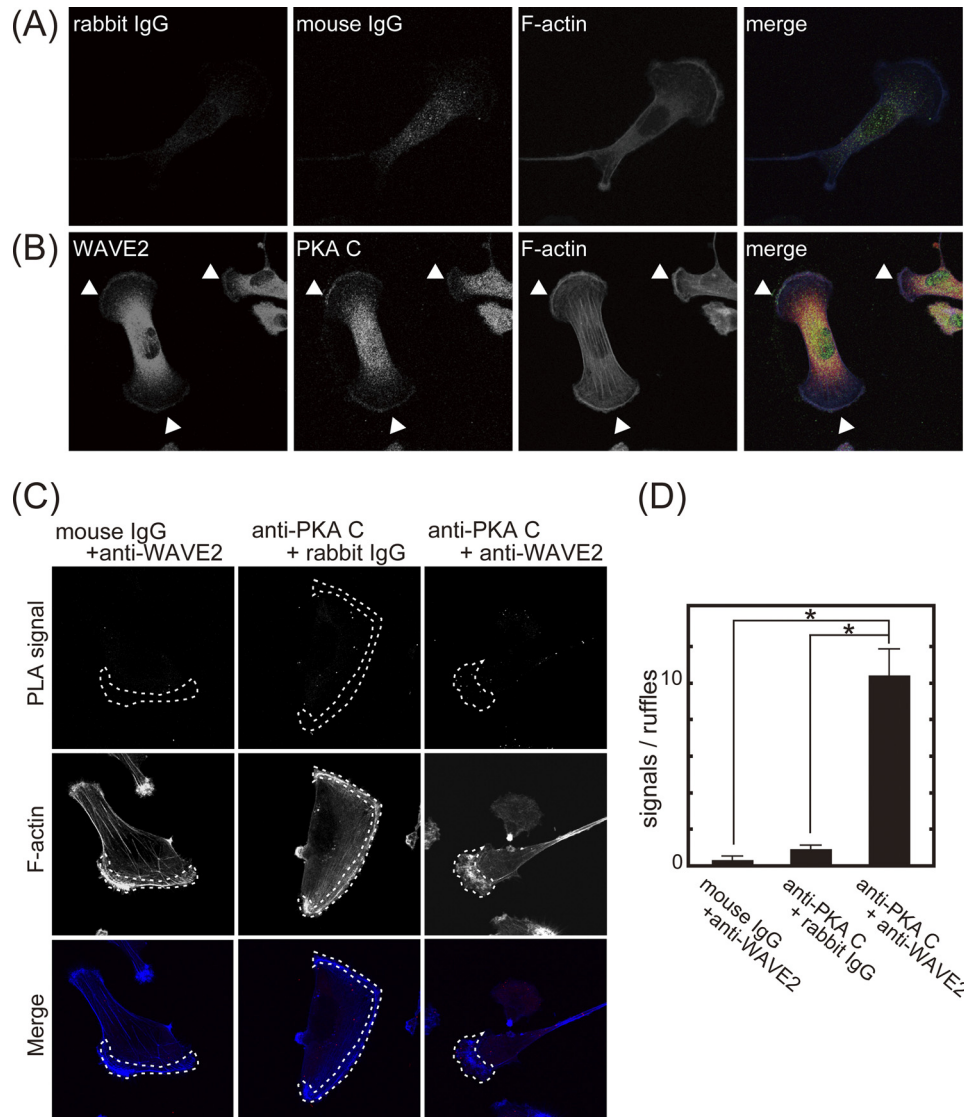 (A)
rabbit IgG
mouse IgG
F-actin
merge
(B)
WAVE2
PKA C
F-actin
merge
(C)
mouse IgG
+anti-WAVE2
anti-PKA C
+ rabbit IgG
anti-PKA C
+ anti-WAVE2
PLA signal
F-actin
Merge
(D)
signals / ruffles
10
0
*
*
mouse IgG
+anti-WAVE2
anti-PKA C
+ rabbit IgG
anti-PKA C
+ anti-WAVE2